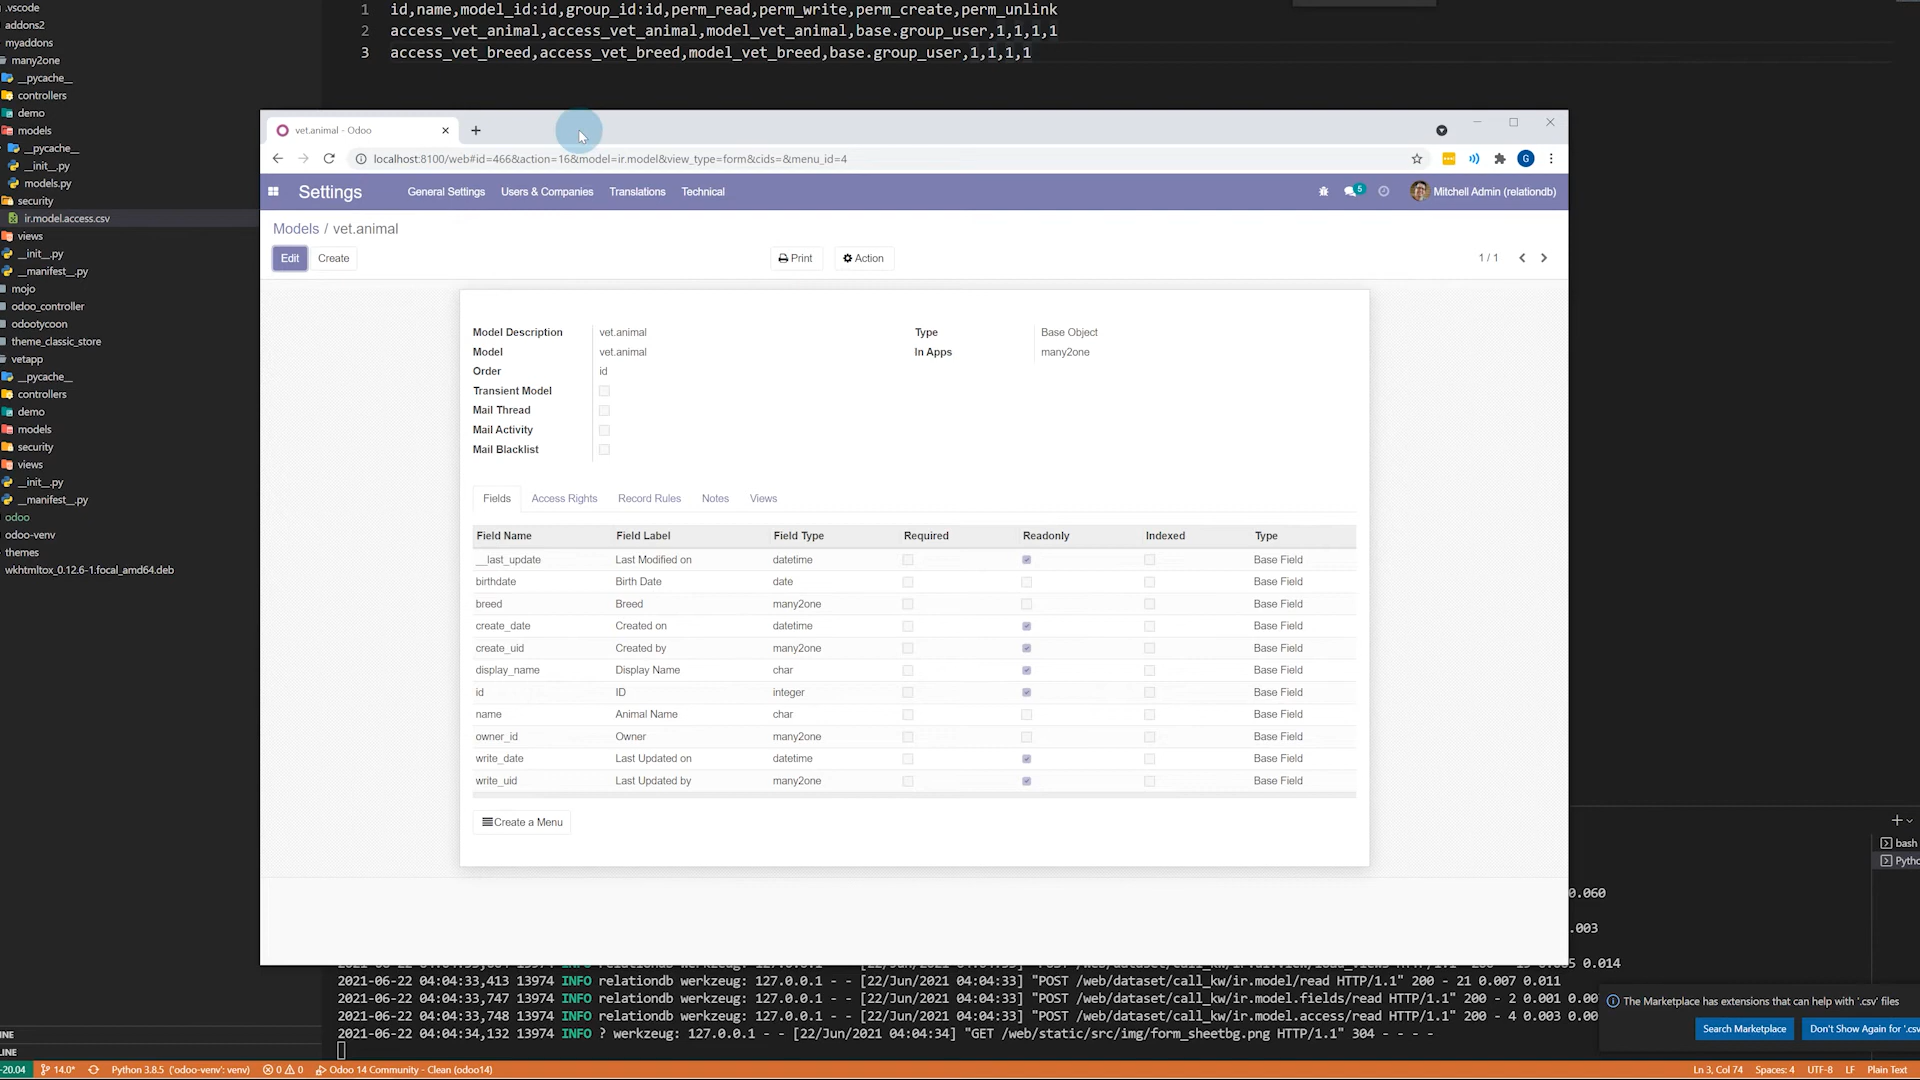 .vscode
addons2
myaddons
many2one
__pycache__
controllers
demo
models
__pycache__
__init__.py
models.py
security
ir.model.access.csv
views
__init__.py
__manifest__.py
mojo
odoo_controller
odootycoon
theme_classic_store
vetapp
__pycache__
controllers
demo
models
security
views
__init__.py
__manifest__.py
odoo
odoo-venv
themes
wkhtmltox_0.12.6-1.focal_amd64.deb
1 id,name,model_id:id,group_id:id,perm_read,perm_write,perm_create,perm_unlink
2 access_vet_animal,access_vet_animal,model_vet_animal,base.group_user,1,1,1,1
3 access_vet_breed,access_vet_breed,model_vet_breed,base.group_user,1,1,1,1
vet.animal - Odoo
localhost:8100/web#id=466&action=16&model=ir.model&view_type=form&cids=&menu_id=4
G
Settings General Settings Users & Companies Translations Technical 5 Mitchell Admin (relationdb)
Models / vet.animal
Edit Create Print Action 1 / 1
Model Description vet.animal Type Base Object
Model vet.animal In Apps many2one
Order id
Transient Model
Mail Thread
Mail Activity
Mail Blacklist
Fields Access Rights Record Rules Notes Views
Field Name Field Label Field Type Required Readonly Indexed Type
__last_update Last Modified on datetime Base Field
birthdate Birth Date date Base Field
breed Breed many2one Base Field
create_date Created on datetime Base Field
create_uid Created by many2one Base Field
display_name Display Name char Base Field
id ID integer Base Field
name Animal Name char Base Field
owner_id Owner many2one Base Field
write_date Last Updated on datetime Base Field
write_uid Last Updated by many2one Base Field
Create a Menu
bash
Pytho
0.060
.003
0.014
2021-06-22 04:04:33,413 13974 INFO relationdb werkzeug: 127.0.0.1 - - [22/Jun/2021 04:04:33] "POST /web/dataset/call_kw/ir.model/read HTTP/1.1" 200 - 21 0.007 0.011
2021-06-22 04:04:33,747 13974 INFO relationdb werkzeug: 127.0.0.1 - - [22/Jun/2021 04:04:33] "POST /web/dataset/call_kw/ir.model.fields/read HTTP/1.1" 200 - 2 0.001 0.00
2021-06-22 04:04:33,748 13974 INFO relationdb werkzeug: 127.0.0.1 - - [22/Jun/2021 04:04:33] "POST /web/dataset/call_kw/ir.model.access/read HTTP/1.1" 200 - 4 0.003 0.00
2021-06-22 04:04:34,132 13974 INFO ? werkzeug: 127.0.0.1 - - [22/Jun/2021 04:04:34] "GET /web/static/src/img/form_sheetbg.png HTTP/1.1" 304 - - - -
The Marketplace has extensions that can help with '.csv' files
Search Marketplace Don't Show Again for '.csv
INE
LINE
-20.04 14.0* Python 3.8.5 ('odoo-venv': venv) 0 0 Odoo 14 Community - Clean (odoo14) Ln 3, Col 74 Spaces: 4 UTF-8 LF Plain Text